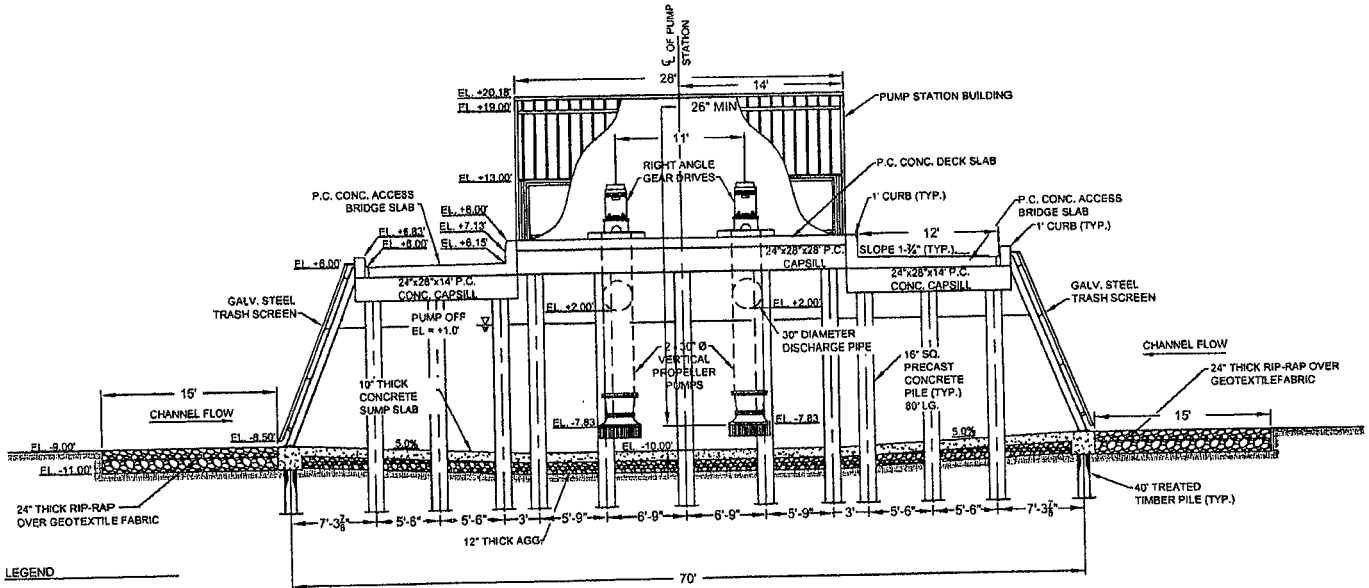 ℄ OF PUMP
STATION
28'
14'
EL. +20.18'
EL. +19.00'
26" MIN
PUMP STATION BUILDING
11'
RIGHT ANGLE
GEAR DRIVES
P.C. CONC. DECK SLAB
EL. +13.00'
P.C. CONC. ACCESS
BRIDGE SLAB
1' CURB (TYP.)
P.C. CONC. ACCESS
BRIDGE SLAB
1' CURB (TYP.)
EL. +8.00'
EL. +7.13'
EL. +6.15'
EL. +6.83'
EL. +6.00'
EL. +6.00'
12'
SLOPE 1-¾" (TYP.)
24"x28"x28' P.C.
CAPSILL
24"x28"x14' P.C.
CONC. CAPSILL
24"x28"x14' P.C.
CONC. CAPSILL
GALV. STEEL
TRASH SCREEN
GALV. STEEL
TRASH SCREEN
EL. +2.00'
EL. +2.00'
PUMP OFF
EL = +1.0'
30" DIAMETER
DISCHARGE PIPE
2 - 30" Ø
VERTICAL
PROPELLER
PUMPS
16" SQ.
PRECAST
CONCRETE
PILE (TYP.)
80' LG.
CHANNEL FLOW
24" THICK RIP-RAP OVER
GEOTEXTILEFABRIC
15'
CHANNEL FLOW
10" THICK
CONCRETE
SUMP SLAB
15'
EL. -7.83
EL. -7.83
EL. -9.00'
EL. -8.50'
5.0%
EL. -10.00'
5.0%
EL. -11.00'
24" THICK RIP-RAP
OVER GEOTEXTILE FABRIC
40' TREATED
TIMBER PILE (TYP.)
7'-3⅞" 5'-6" 5'-6" 3' 5'-9" 6'-9" 6'-9" 5'-9" 3' 5'-6" 5'-6" 7'-3⅞"
12" THICK AGG.
70'
LEGEND